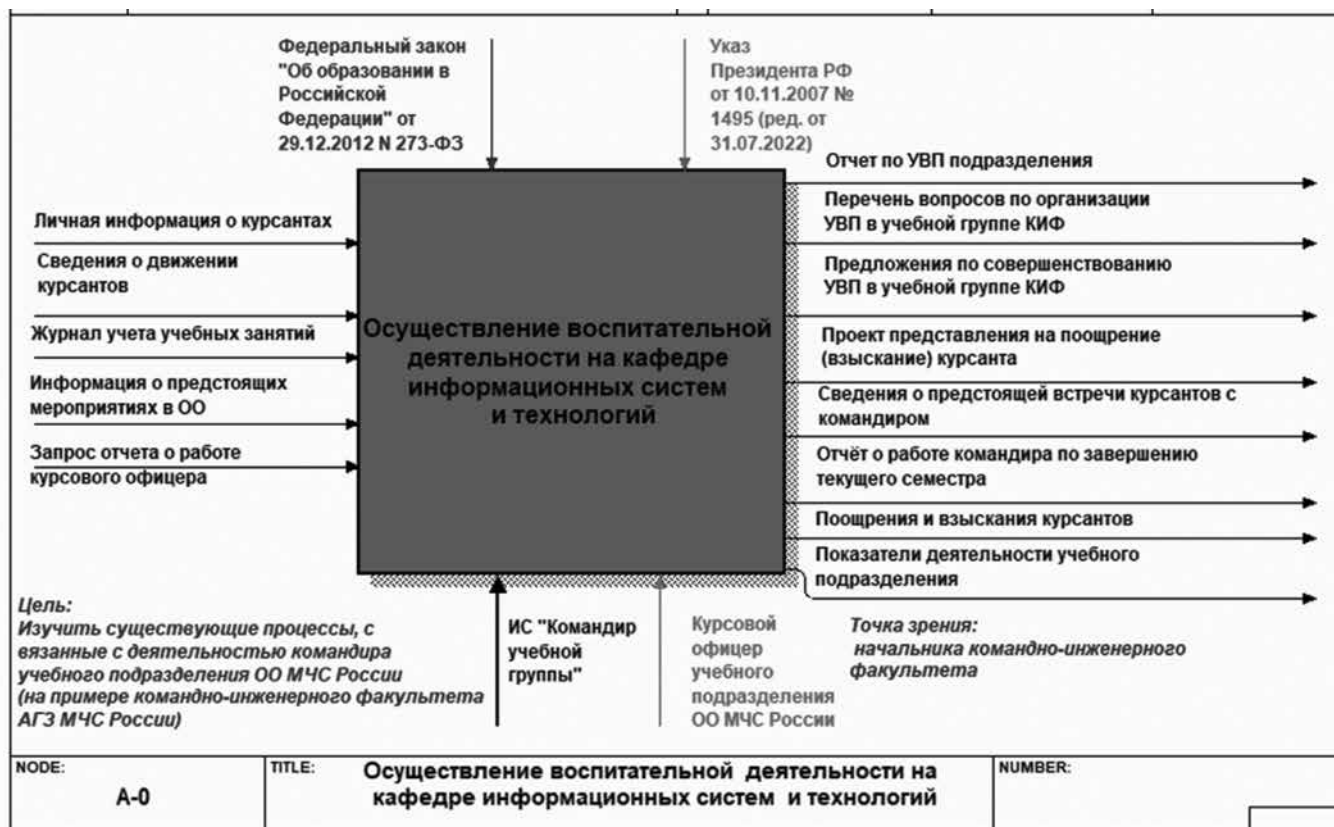 Федеральный закон
"Об образовании в
Российской
Федерации" от
29.12.2012 N 273-ФЗ
Указ
Президента РФ
от 10.11.2007 №
1495 (ред. от
31.07.2022)
Личная информация о курсантах
Сведения о движении
курсантов
Журнал учета учебных занятий
Информация о предстоящих
мероприятиях в ОО
Запрос отчета о работе
курсового офицера
Осуществление воспитательной
деятельности на кафедре
информационных систем
и технологий
Отчет по УВП подразделения
Перечень вопросов по организации
УВП в учебной группе КИФ
Предложения по совершенствованию
УВП в учебной группе КИФ
Проект представления на поощрение
(взыскание) курсанта
Сведения о предстоящей встречи курсантов с
командиром
Отчёт о работе командира по завершению
текущего семестра
Поощрения и взыскания курсантов
Показатели деятельности учебного
подразделения
Цель:
Изучить существующие процессы, с
вязанные с деятельностью командира
учебного подразделения ОО МЧС России
(на примере командно-инженерного факультета
АГЗ МЧС России)
ИС "Командир
учебной
группы"
Курсовой
офицер
учебного
подразделения
ОО МЧС России
Точка зрения:
начальника командно-инженерного
факультета
NODE:
A-0
TITLE:
Осуществление воспитательной деятельности на
кафедре информационных систем и технологий
NUMBER: